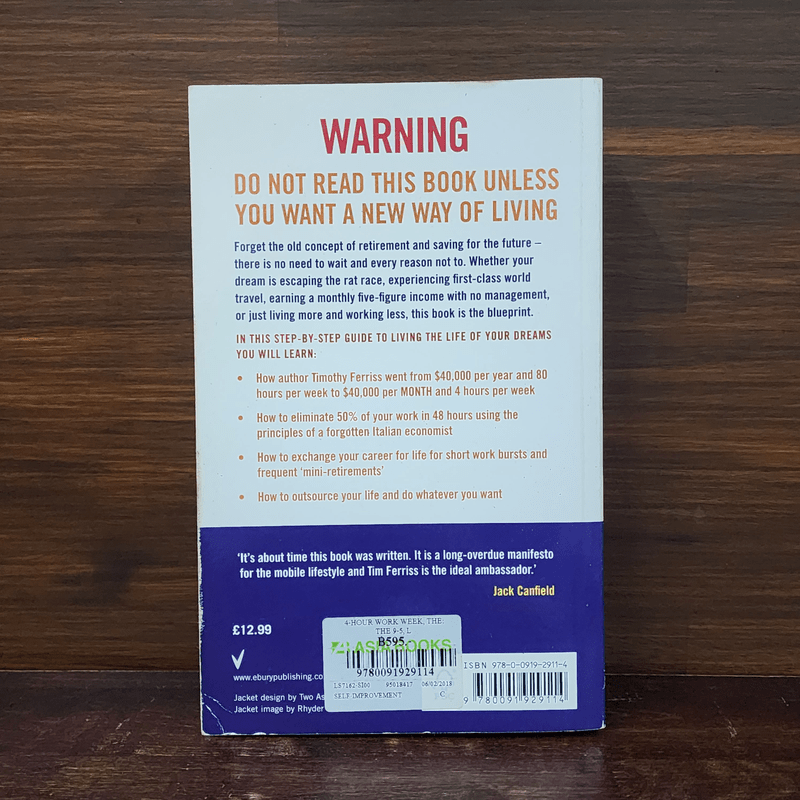 WARNING
DO NOT READ THIS BOOK UNLESS
YOU WANT A NEW WAY OF LIVING
Forget the old concept of retirement and saving for the future –
there is no need to wait and every reason not to. Whether your
dream is escaping the rat race, experiencing first-class world
travel, earning a monthly five-figure income with no management,
or just living more and working less, this book is the blueprint.
IN THIS STEP-BY-STEP GUIDE TO LIVING THE LIFE OF YOUR DREAMS
YOU WILL LEARN:
• How author Timothy Ferriss went from $40,000 per year and 80
hours per week to $40,000 per MONTH and 4 hours per week
• How to eliminate 50% of your work in 48 hours using the
principles of a forgotten Italian economist
• How to exchange your career for life for short work bursts and
frequent 'mini-retirements'
• How to outsource your life and do whatever you want
'It's about time this book was written. It is a long-overdue manifesto
for the mobile lifestyle and Tim Ferriss is the ideal ambassador.'
Jack Canfield
£12.99
www.eburypublishing.co
Jacket design by Two As
Jacket image by Rhyder
4-HOUR WORK WEEK, THE:
THE 9-5, L
B595.-
ASIA BOOKS
9780091929114
LS7162-SI00 95018417 06/02/2018
SELF IMPROVEMENT C
ISBN 978-0-0919-2911-4
9 780091 929114